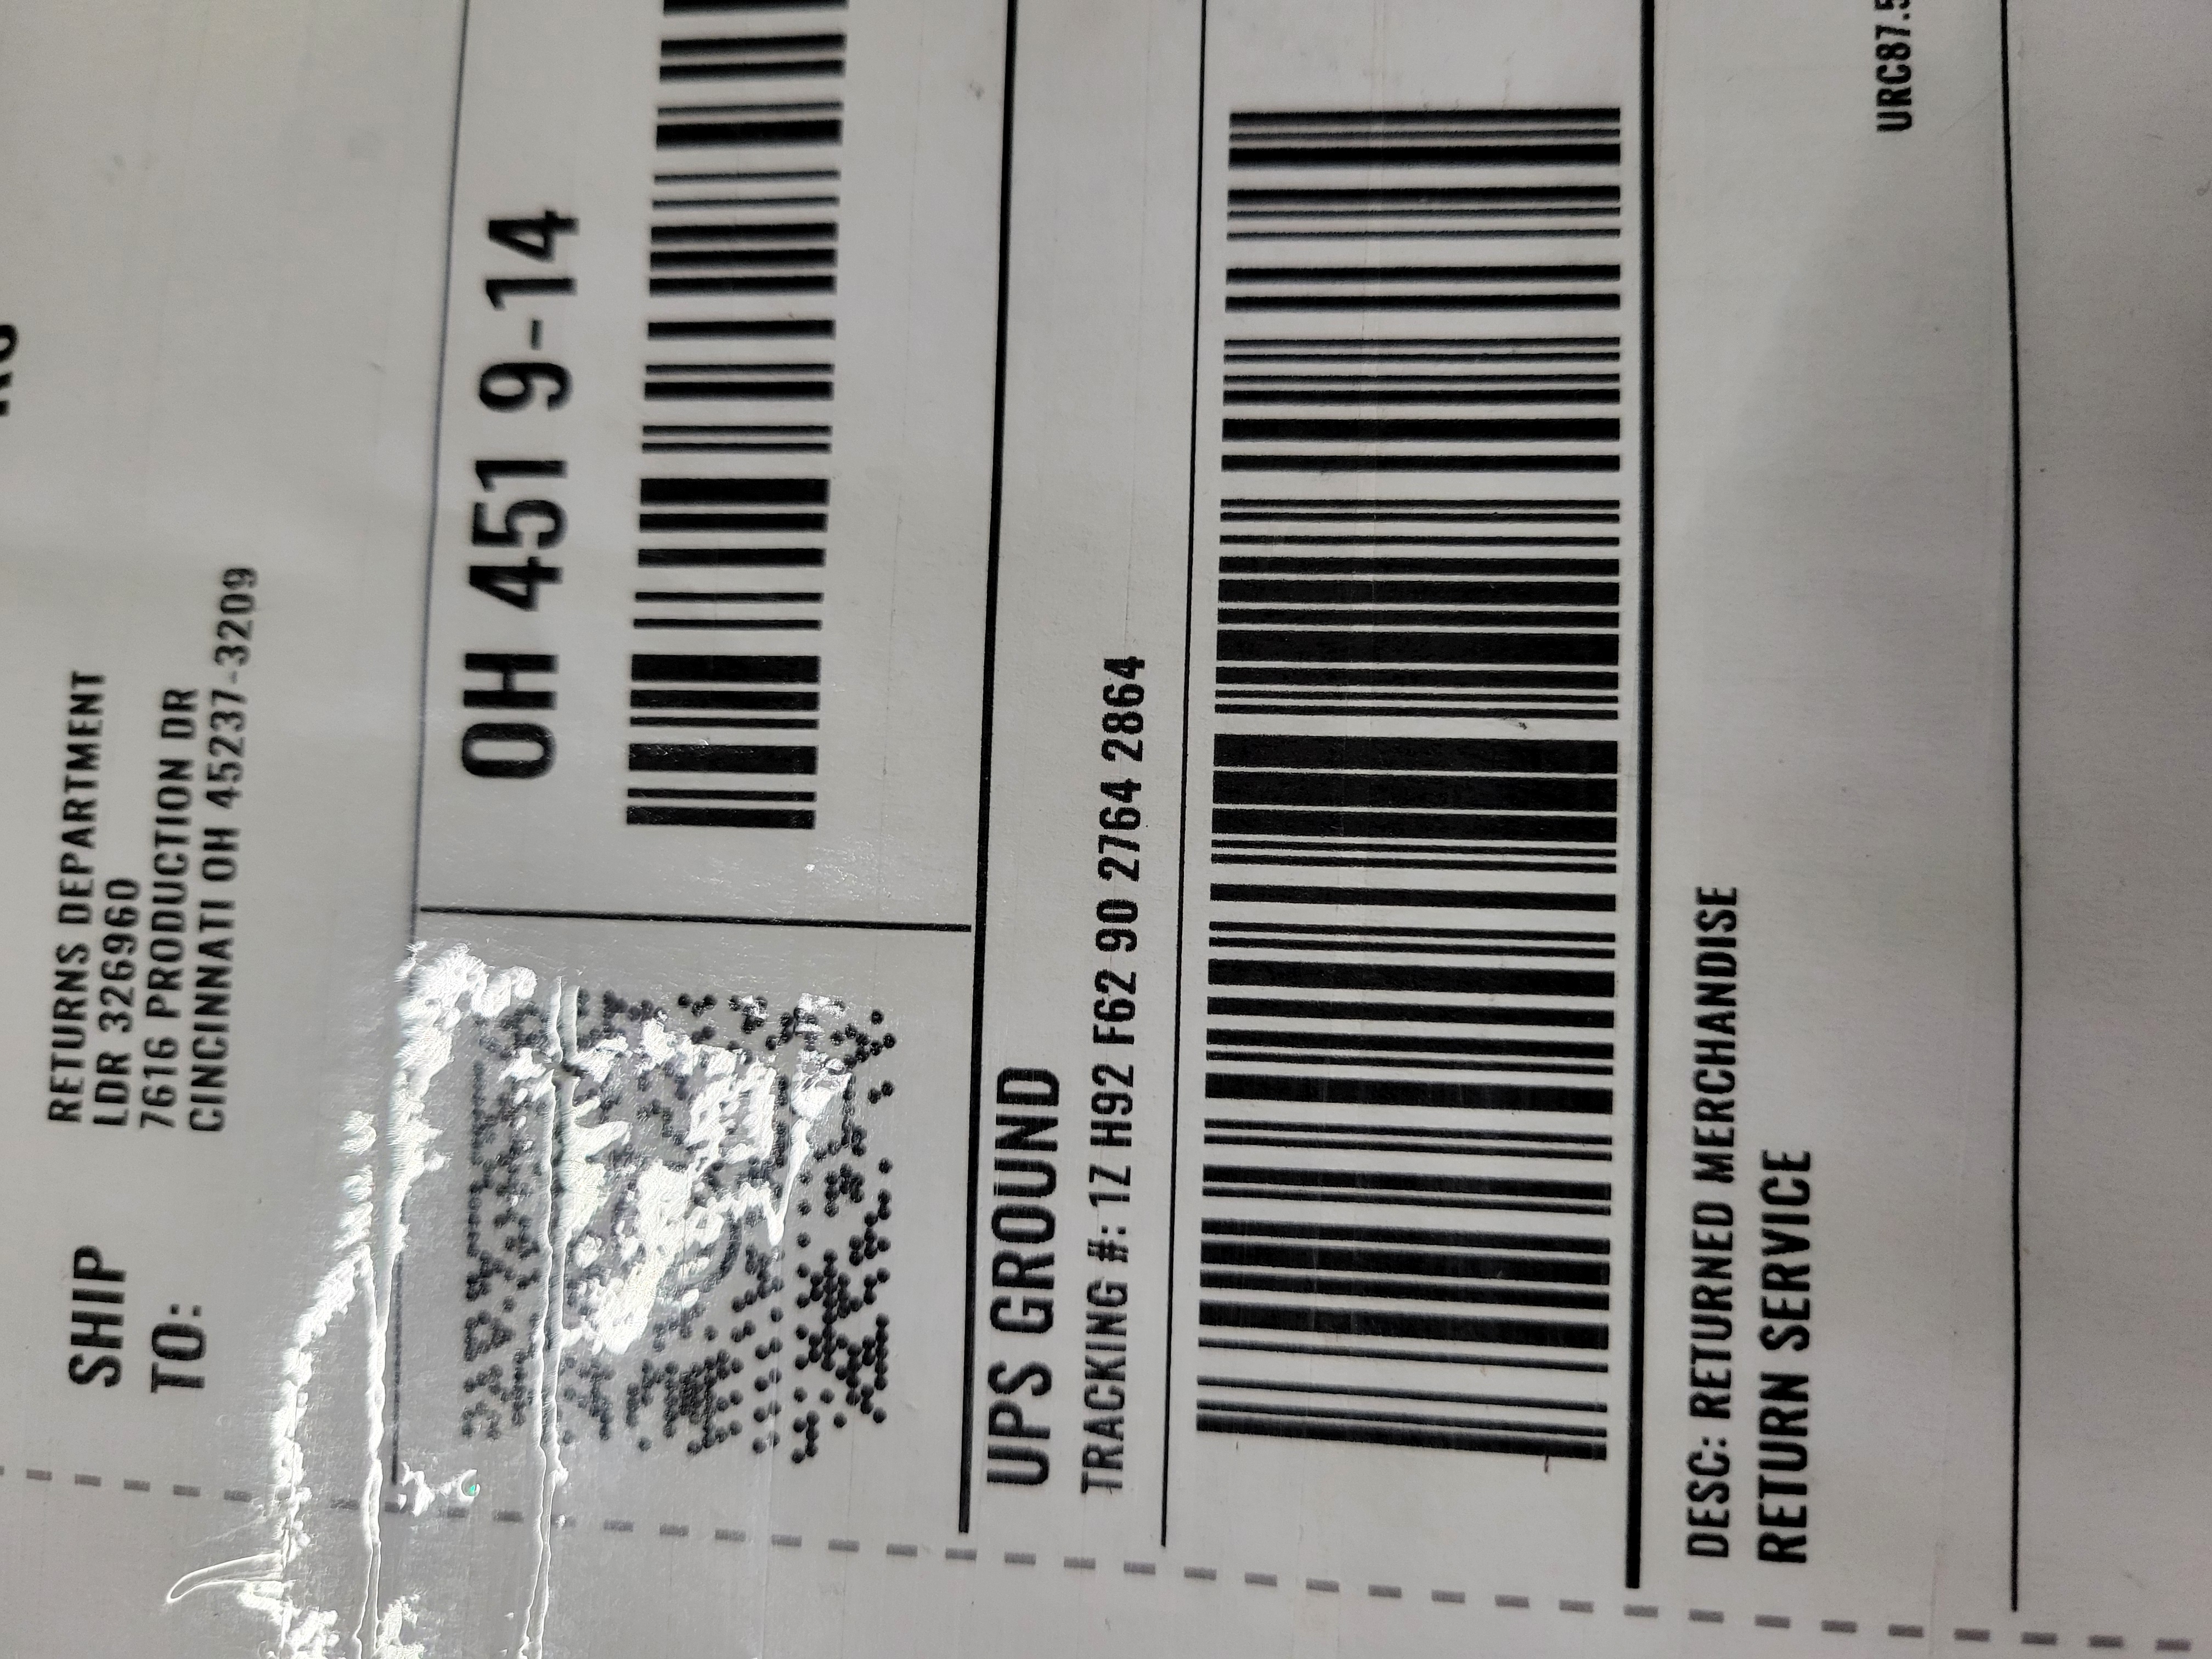 SHIP
TO:
RETURNS DEPARTMENT
LDR 326960
7616 PRODUCTION DR
CINCINNATI OH 45237-3209
OH 451 9-14
UPS GROUND
TRACKING #: 1Z H92 F62 90 2764 2864
DESC: RETURNED MERCHANDISE
RETURN SERVICE